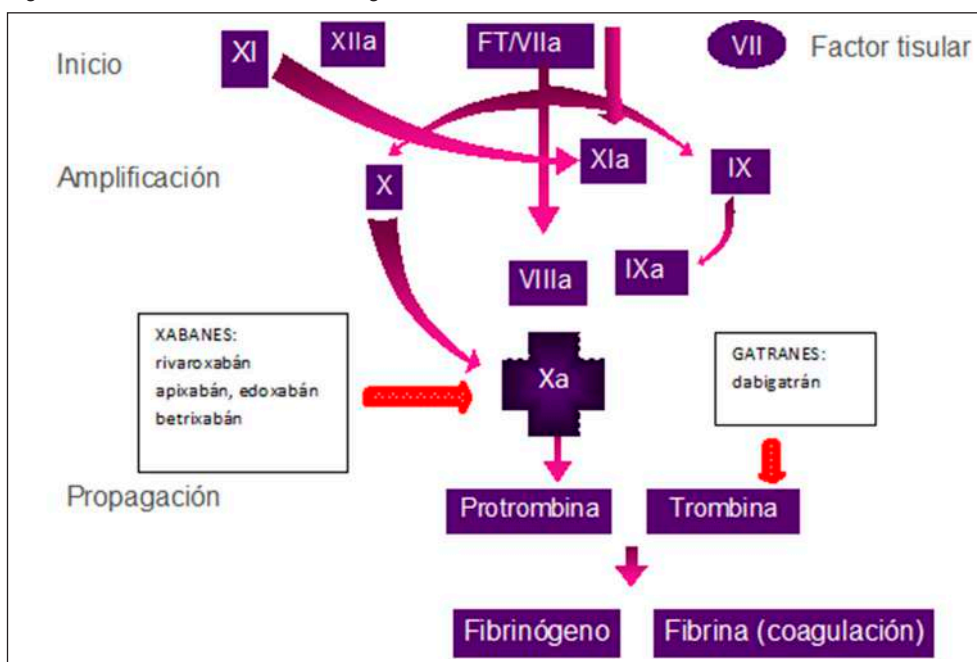 Inicio
XI
XIIa
FT/VIIa
VII
Factor tisular
Amplificación
X
XIa
IX
VIIIa
IXa
XABANES:
rivaroxabán
apixabán, edoxabán
betrixabán
Xa
GATRANES:
dabigatrán
Propagación
Protrombina
Trombina
Fibrinógeno
Fibrina (coagulación)